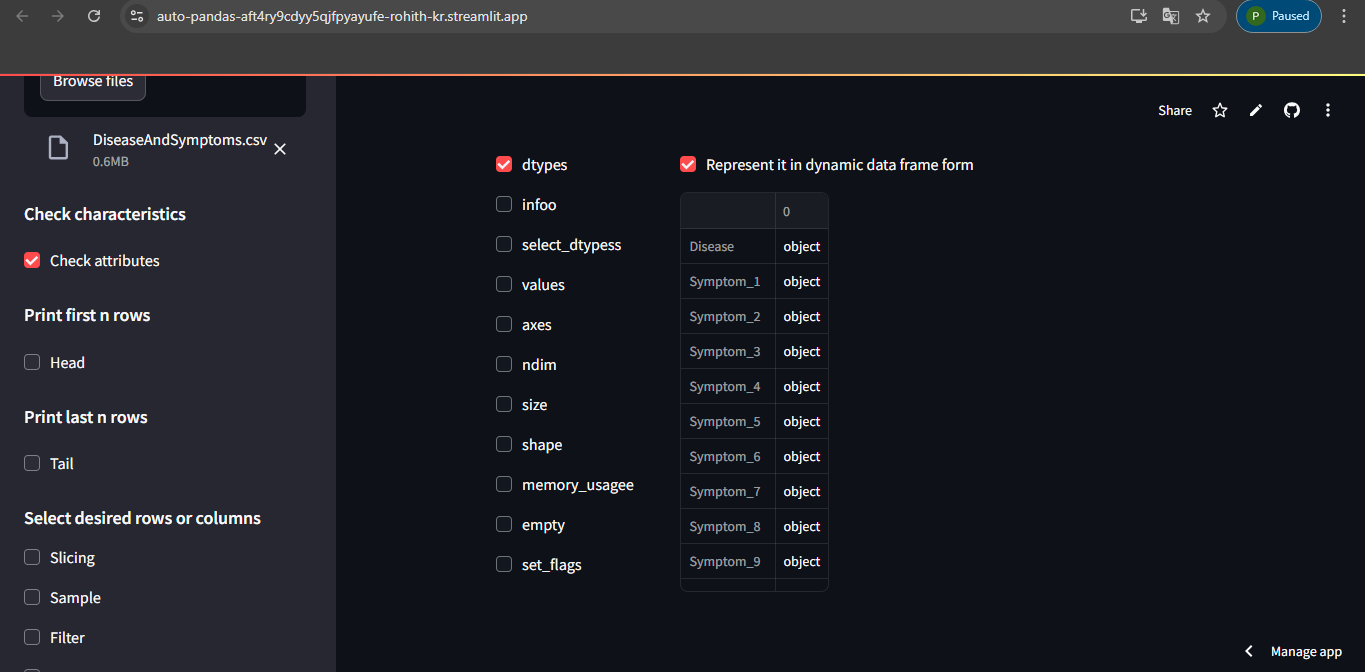 auto-pandas-aft4ry9cdyy5qjfpyayufe-rohith-kr.streamlit.app
P Paused
Browse files
DiseaseAndSymptoms.csv
0.6MB
Check characteristics
Check attributes
Print first n rows
Head
Print last n rows
Tail
Select desired rows or columns
Slicing
Sample
Filter
Share
dtypes
infoo
select_dtypess
values
axes
ndim
size
shape
memory_usagee
empty
set_flags
Represent it in dynamic data frame form
0
Disease object
Symptom_1 object
Symptom_2 object
Symptom_3 object
Symptom_4 object
Symptom_5 object
Symptom_6 object
Symptom_7 object
Symptom_8 object
Symptom_9 object
Manage app